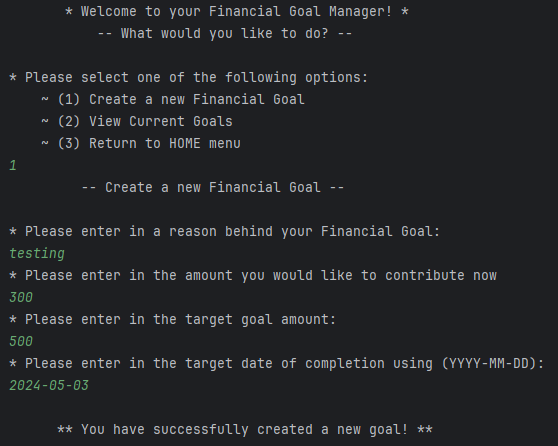 * Welcome to your Financial Goal Manager! *
-- What would you like to do? --
* Please select one of the following options:
~ (1) Create a new Financial Goal
~ (2) View Current Goals
~ (3) Return to HOME menu
1
-- Create a new Financial Goal --
* Please enter in a reason behind your Financial Goal:
testing
* Please enter in the amount you would like to contribute now
300
* Please enter in the target goal amount:
500
* Please enter in the target date of completion using (YYYY-MM-DD):
2024-05-03
** You have successfully created a new goal! **